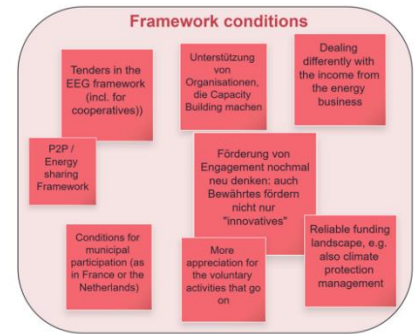 Framework conditions
Tenders in the
EEG framework
(incl. for
cooperatives))
Unterstützung
von
Organisationen,
die Capacity
Building machen
Dealing
differently with
the income from
the energy
business
P2P /
Energy
sharing
Framework
Förderung von
Engagement nochmal
neu denken: auch
Bewährtes fördern
nicht nur
"innovatives"
Conditions for
municipal
participation (as
in France or the
Netherlands)
More
appreciation for
the voluntary
activities that go
on
Reliable funding
landscape, e.g.
also climate
protection
management